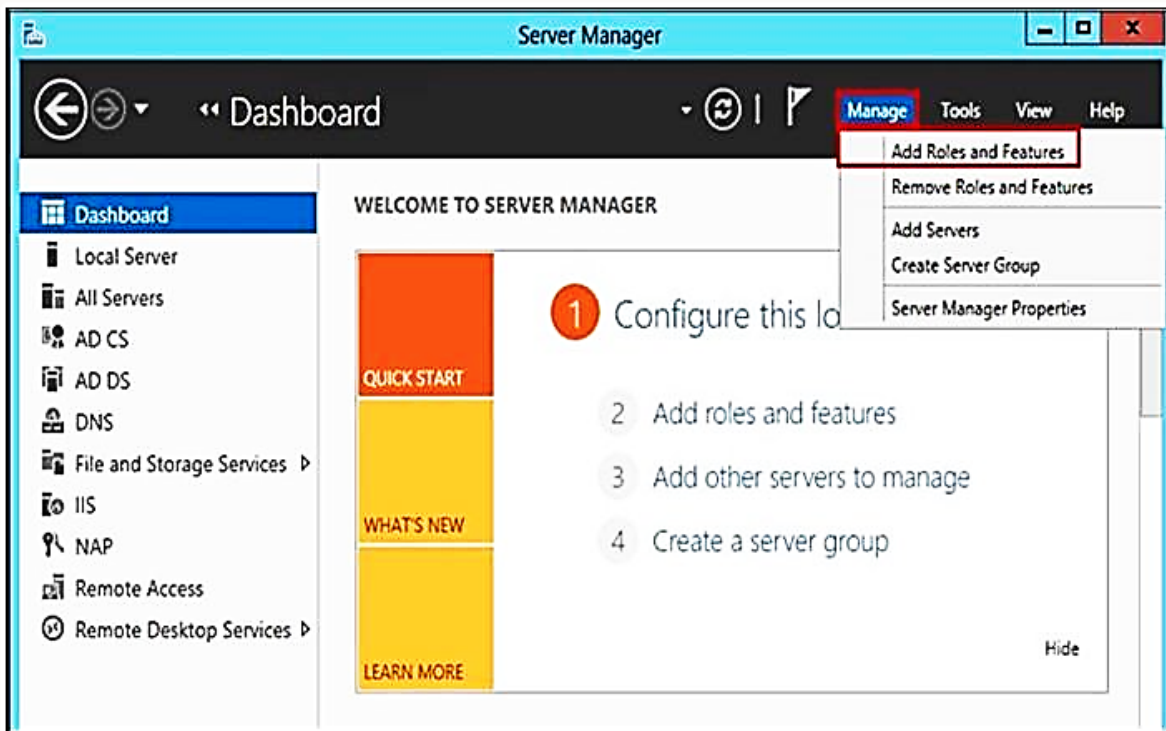 Server Manager
Dashboard
Manage Tools View Help
Add Roles and Features
Remove Roles and Features
Add Servers
Create Server Group
Server Manager Properties
Dashboard
Local Server
All Servers
AD CS
AD DS
DNS
File and Storage Services
IIS
NAP
Remote Access
Remote Desktop Services
WELCOME TO SERVER MANAGER
QUICK START
WHAT'S NEW
LEARN MORE
1 Configure this lo
2 Add roles and features
3 Add other servers to manage
4 Create a server group
Hide